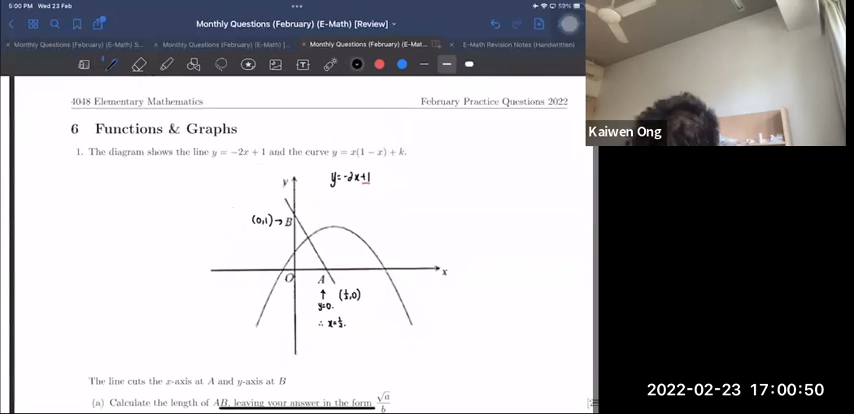 5:00 PM Wed 23 Feb
59%
Monthly Questions (February) (E-Math) [Review]
Monthly Questions (February) (E-Math) S...
Monthly Questions (February) (E-Math) [...
Monthly Questions (February) (E-Mat...
E-Math Revision Notes (Handwritten)
4048 Elementary Mathematics
February Practice Questions 2022
6 Functions & Graphs
1. The diagram shows the line y = −2x + 1 and the curve y = x(1 − x) + k.
y
y=-2x+1
(0,1)→ B
x
O
A
↑ (½,0)
y=0.
∴ x=½.
The line cuts the x-axis at A and y-axis at B
(a) Calculate the length of AB, leaving your answer in the form √a/b
Kaiwen Ong
2022-02-23 17:00:50